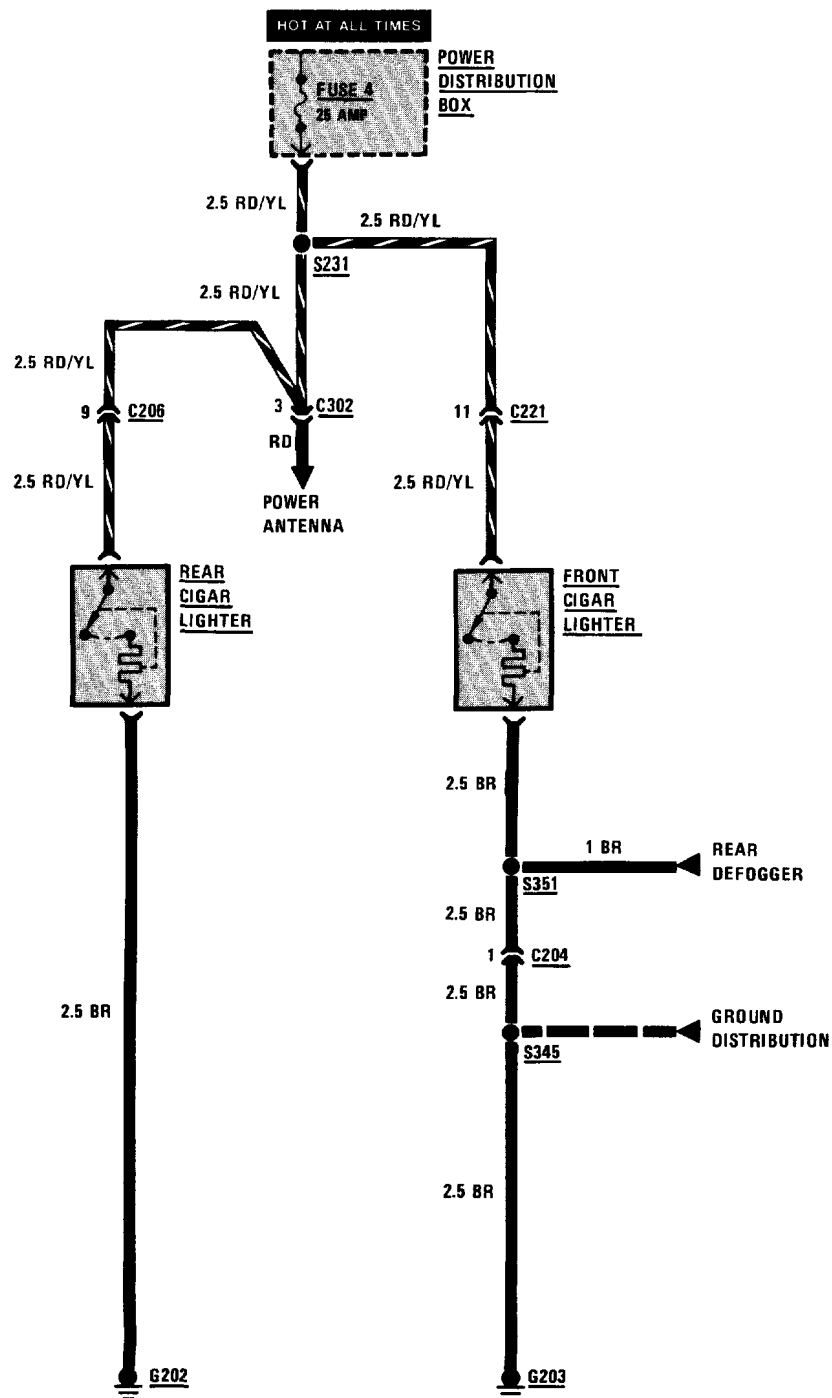 HOT AT ALL TIMES
POWER
DISTRIBUTION
BOX
FUSE 4
25 AMP
2.5 RD/YL
2.5 RD/YL
S231
2.5 RD/YL
2.5 RD/YL
9 C206
3 C302
11 C221
RD
2.5 RD/YL
2.5 RD/YL
POWER
ANTENNA
REAR
CIGAR
LIGHTER
FRONT
CIGAR
LIGHTER
2.5 BR
1 BR
REAR
DEFOGGER
S351
2.5 BR
1 C204
2.5 BR
2.5 BR
GROUND
DISTRIBUTION
S345
2.5 BR
G202
G203